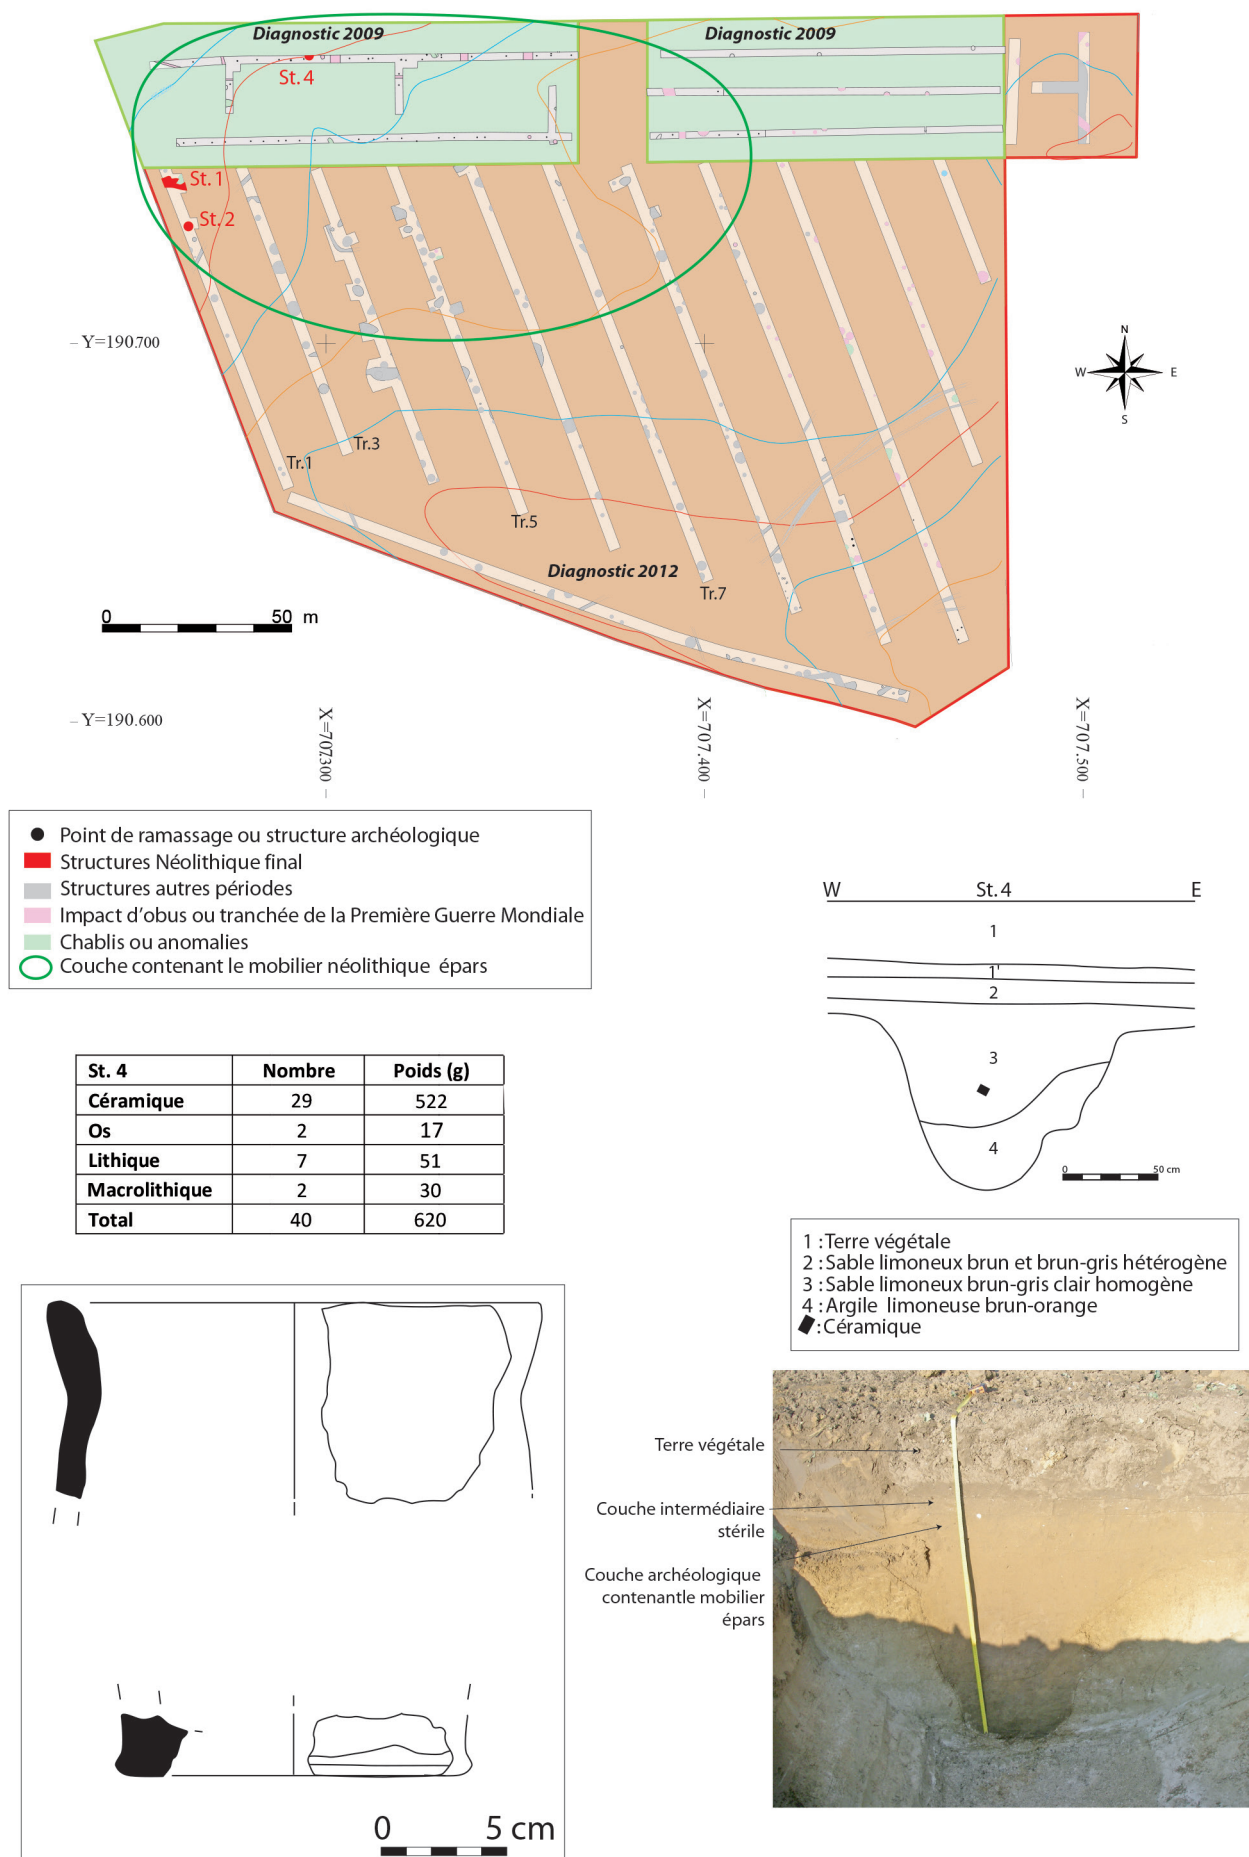 Diagnostic 2009
Diagnostic 2009
St. 4
St. 1
St. 2
– Y=190.700
N
W
E
S
Tr.1
Tr.3
Tr.5
Tr.7
Diagnostic 2012
0 50 m
– Y=190.600
X=707.300 –
X=707.400 –
X=707.500 –
Point de ramassage ou structure archéologique
Structures Néolithique final
Structures autres périodes
Impact d'obus ou tranchée de la Première Guerre Mondiale
Chablis ou anomalies
Couche contenant le mobilier néolithique épars
W St. 4 E
1
1'
2
3
4
0 50 cm
St. 4 Nombre Poids (g)
Céramique 29 522
Os 2 17
Lithique 7 51
Macrolithique 2 30
Total 40 620
1 : Terre végétale
2 : Sable limoneux brun et brun-gris hétérogène
3 : Sable limoneux brun-gris clair homogène
4 : Argile limoneuse brun-orange
: Céramique
Terre végétale
Couche intermédiaire
stérile
Couche archéologique
contenantle mobilier
épars
0 5 cm